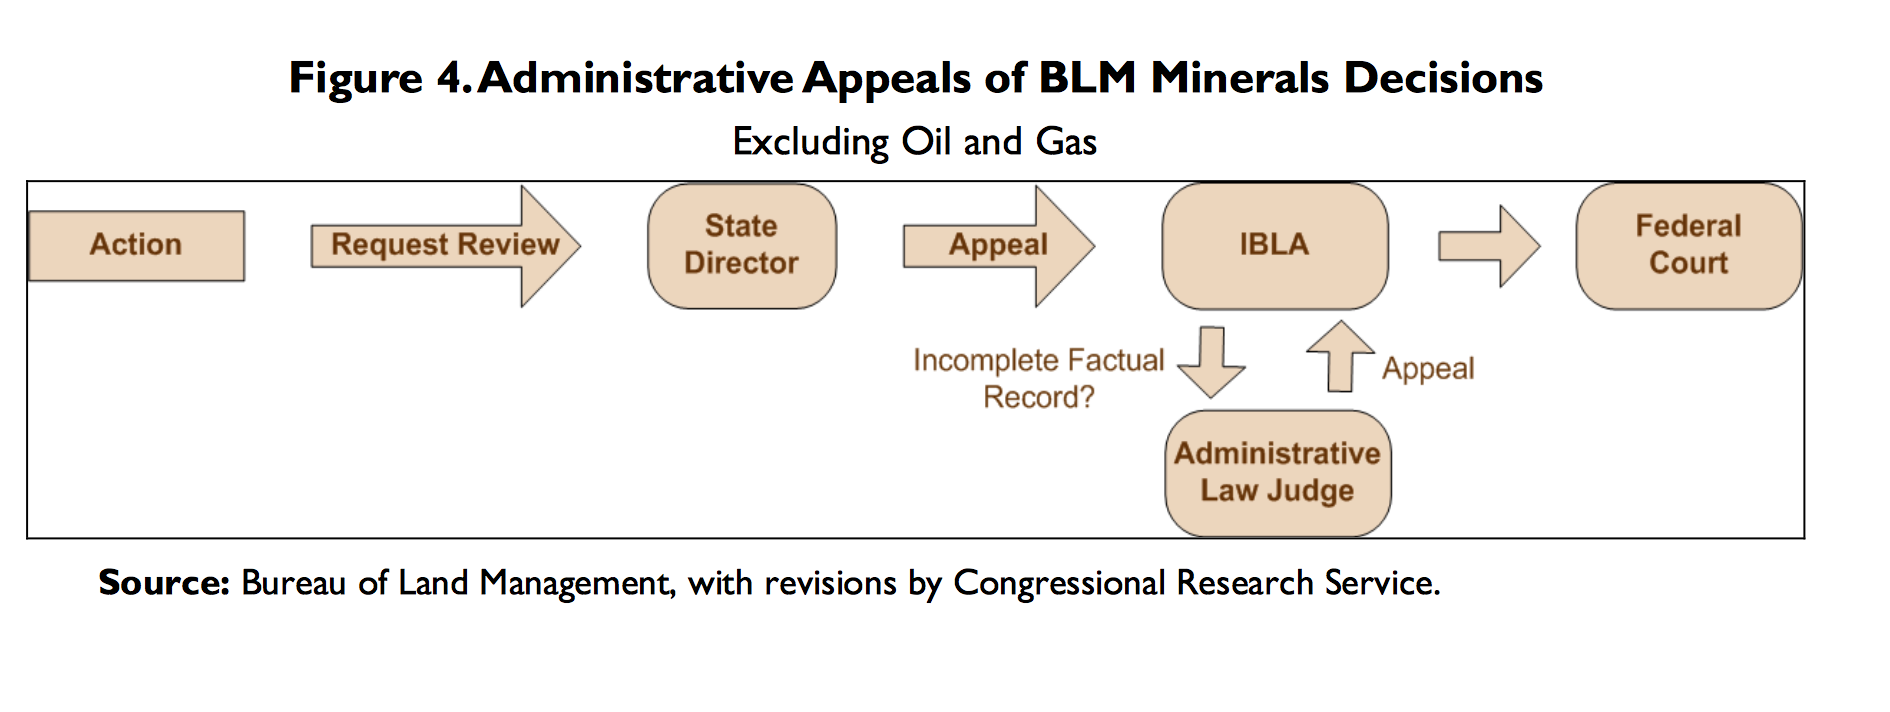 Figure 4. Administrative Appeals of BLM Minerals Decisions
Excluding Oil and Gas
Action
Request Review
State
Director
Appeal
IBLA
Federal
Court
Incomplete Factual
Record?
Appeal
Administrative
Law Judge
Source: Bureau of Land Management, with revisions by Congressional Research Service.